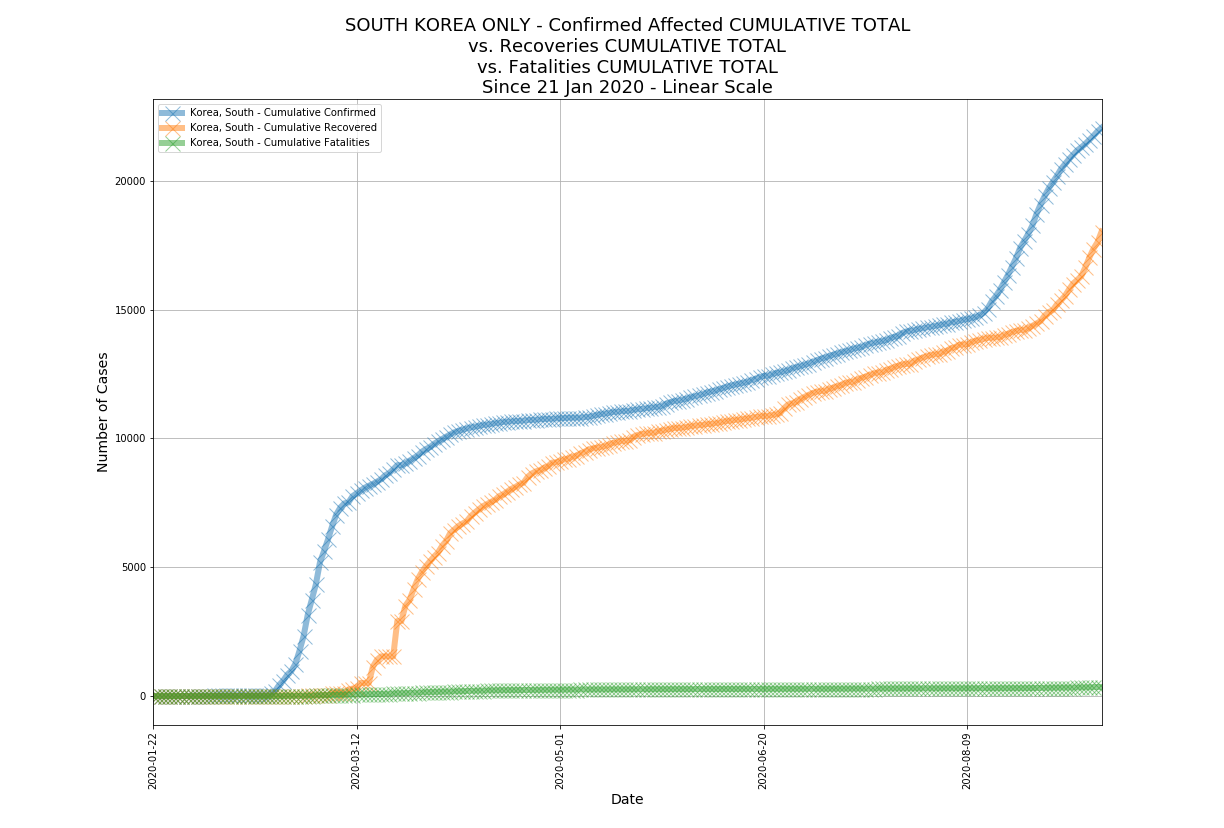 SOUTH KOREA ONLY - Confirmed Affected CUMULATIVE TOTAL
vs. Recoveries CUMULATIVE TOTAL
vs. Fatalities CUMULATIVE TOTAL
Since 21 Jan 2020 - Linear Scale
Korea, South - Cumulative Confirmed
Korea, South - Cumulative Recovered
Korea, South - Cumulative Fatalities
Number of Cases
20000
15000
10000
5000
0
2020-01-22
2020-03-12
2020-05-01
2020-06-20
2020-08-09
Date